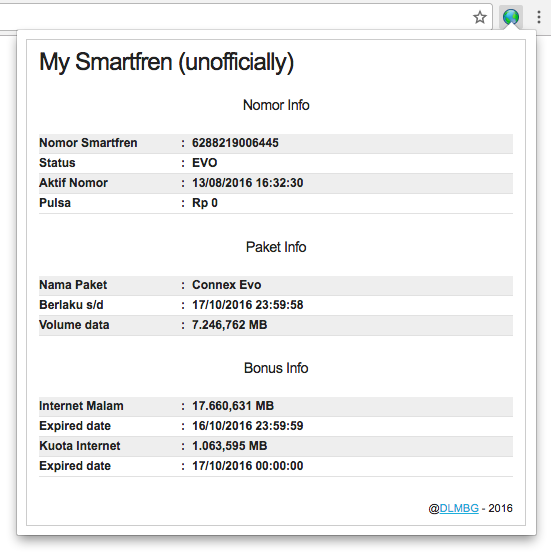 My Smartfren (unofficially)
Nomor Info
Nomor Smartfren : 6288219006445
Status : EVO
Aktif Nomor : 13/08/2016 16:32:30
Pulsa : Rp 0
Paket Info
Nama Paket : Connex Evo
Berlaku s/d : 17/10/2016 23:59:58
Volume data : 7.246,762 MB
Bonus Info
Internet Malam : 17.660,631 MB
Expired date : 16/10/2016 23:59:59
Kuota Internet : 1.063,595 MB
Expired date : 17/10/2016 00:00:00
@DLMBG - 2016